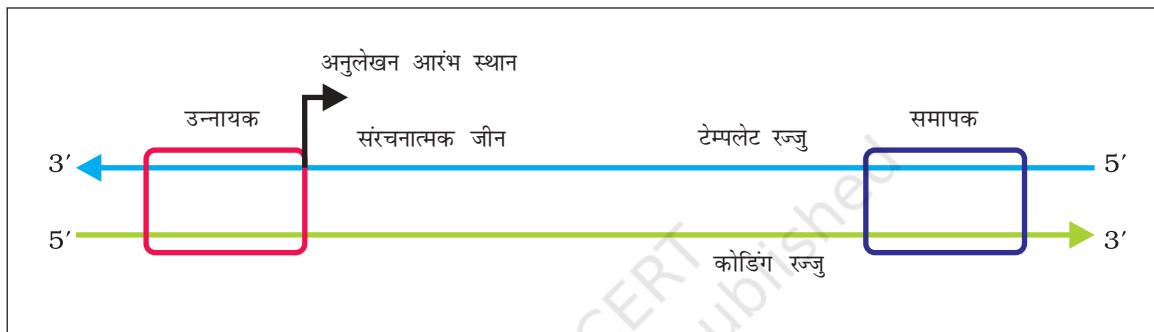 अनुलेखन आरंभ स्थान
उन्नायक
संरचनात्मक जीन
टेम्पलेट रज्जु
समापक
3′
5′
5′
3′
कोडिंग रज्जु